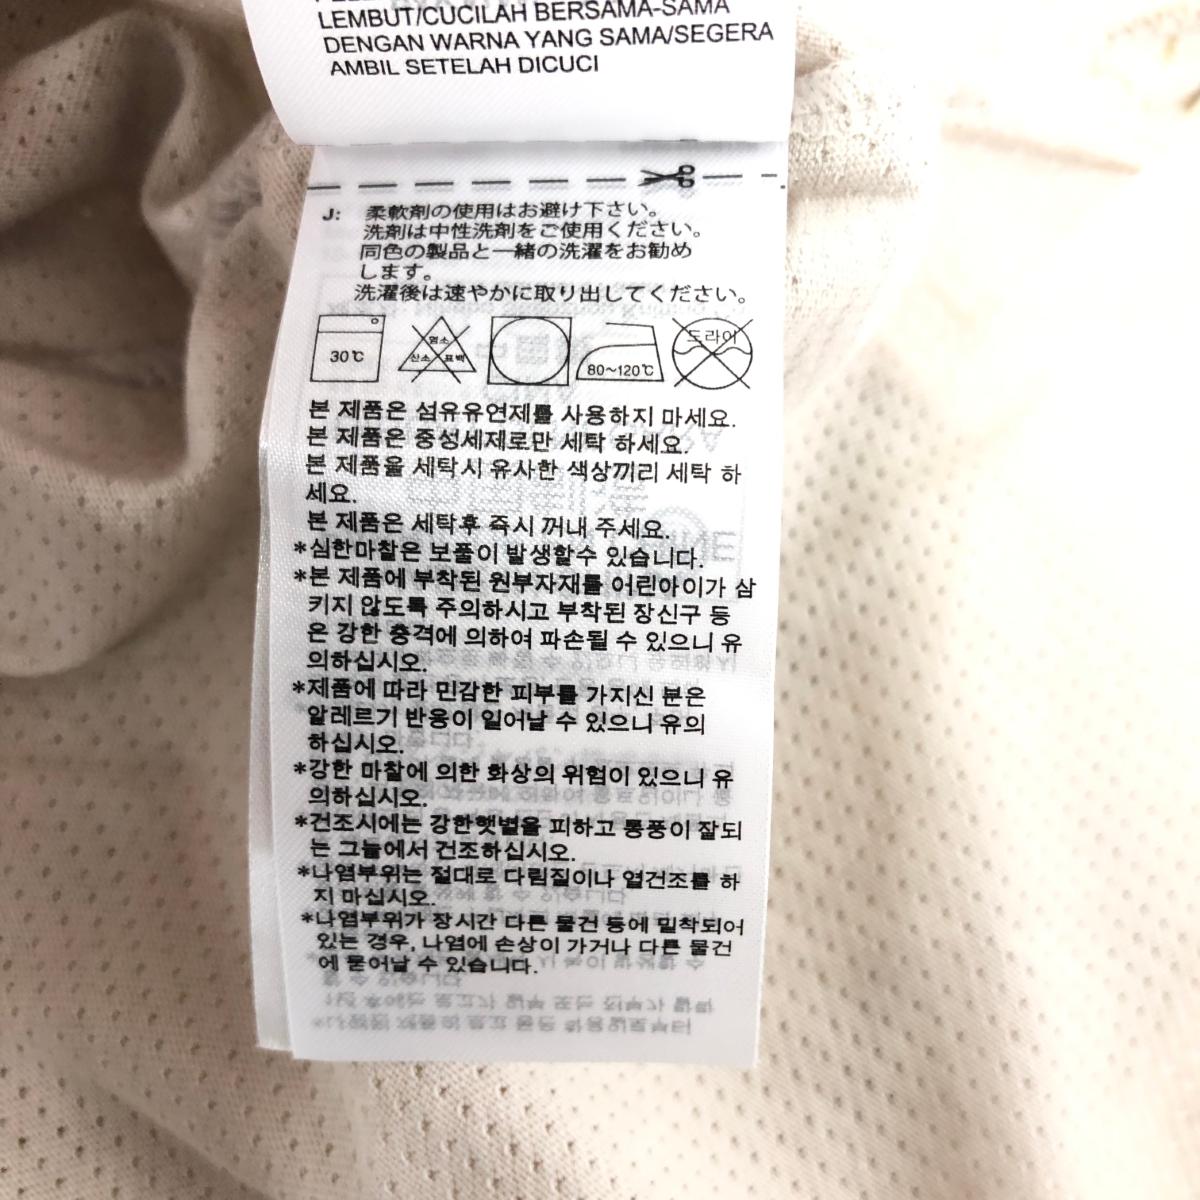 LEMBUT/CUCILAH BERSAMA-SAMA
DENGAN WARNA YANG SAMA/SEGERA
AMBIL SETELAH DICUCI
J: 柔軟剤の使用はお避け下さい。
洗剤は中性洗剤をご使用ください。
同色の製品と一緒の洗濯をお勧め
します。
洗濯後は速やかに取り出してください。
30℃
염소
산소 표백
80~120℃
드라이
본 제품은 섬유유연제를 사용하지 마세요.
본 제품은 중성세제로만 세탁 하세요.
본 제품을 세탁시 유사한 색상끼리 세탁 하
세요.
본 제품은 세탁후 즉시 꺼내 주세요.
*심한마찰은 보풀이 발생할수 있습니다.
*본 제품에 부착된 원부자재를 어린아이가 삼
키지 않도록 주의하시고 부착된 장신구 등
은 강한 충격에 의하여 파손될 수 있으니 유
의하십시오.
*제품에 따라 민감한 피부를 가지신 분은
알레르기 반응이 일어날 수 있으니 유의
하십시오.
*강한 마찰에 의한 화상의 위험이 있으니 유
의하십시오.
*건조시에는 강한햇볕을 피하고 통풍이 잘되
는 그늘에서 건조하십시오.
*나염부위는 절대로 다림질이나 열건조를 하
지 마십시오.
*나염부위가 장시간 다른 물건 등에 밀착되어
있는 경우, 나염에 손상이 가거나 다른 물건
에 묻어날 수 있습니다.